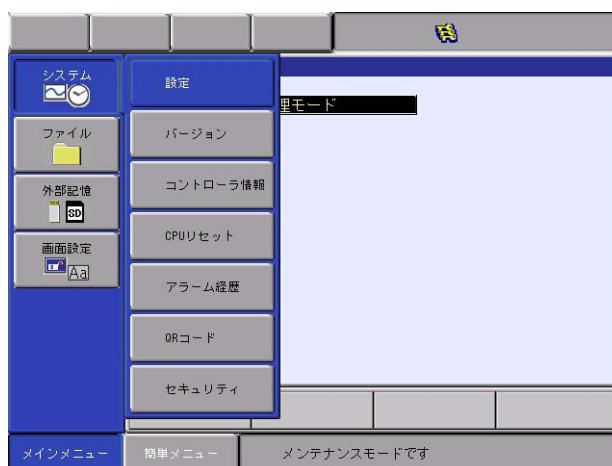 システム
設定
理モード
ファイル
バージョン
外部記憶
SD
コントローラ情報
画面設定
Aa
CPUリセット
アラーム経歴
QRコード
セキュリティ
メインメニュー
簡単メニュー
メンテナンスモードです